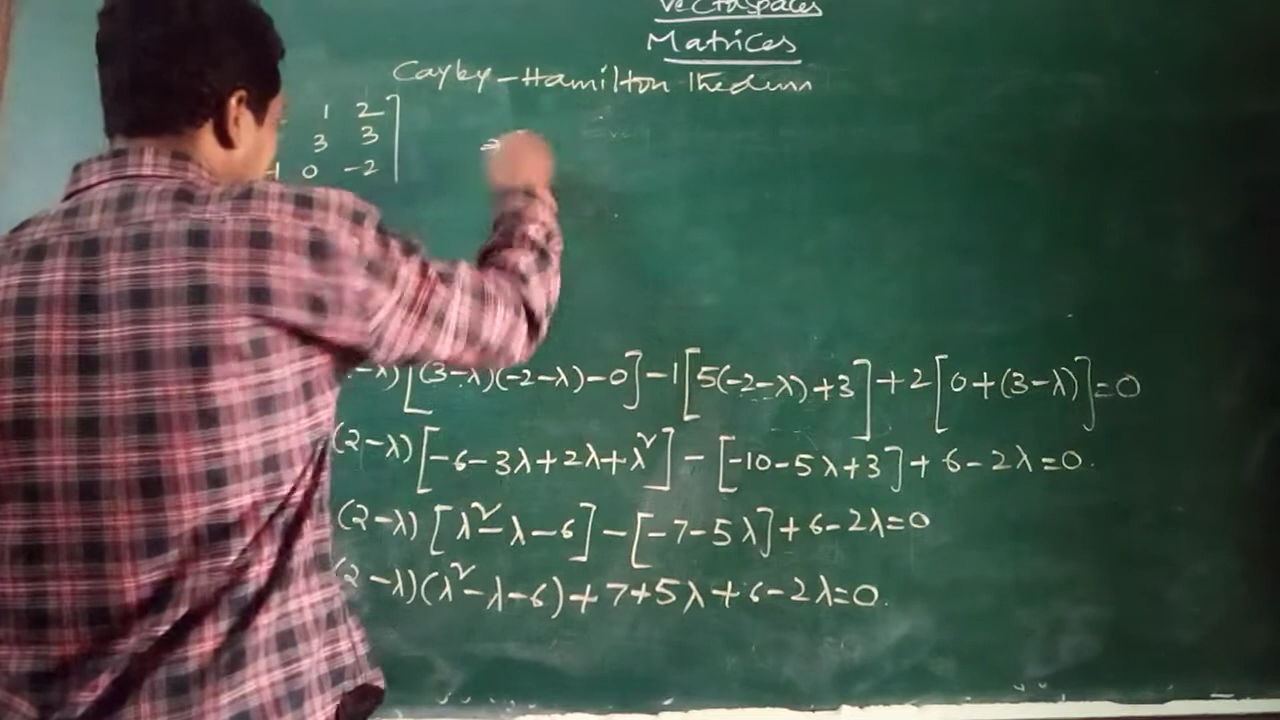 Vectorspaces
Matrices
Cayley-Hamilton Theorem
1 2
3 3
-1 0 -2
⇒
-λ)[(3-λ)(-2-λ)-0]-1[5(-2-λ)+3]+2[0+(3-λ)]=0
(2-λ)[-6-3λ+2λ+λ²]-[-10-5λ+3]+6-2λ=0.
(2-λ)[λ²-λ-6]-[-7-5λ]+6-2λ=0
(2-λ)(λ²-λ-6)+7+5λ+6-2λ=0.